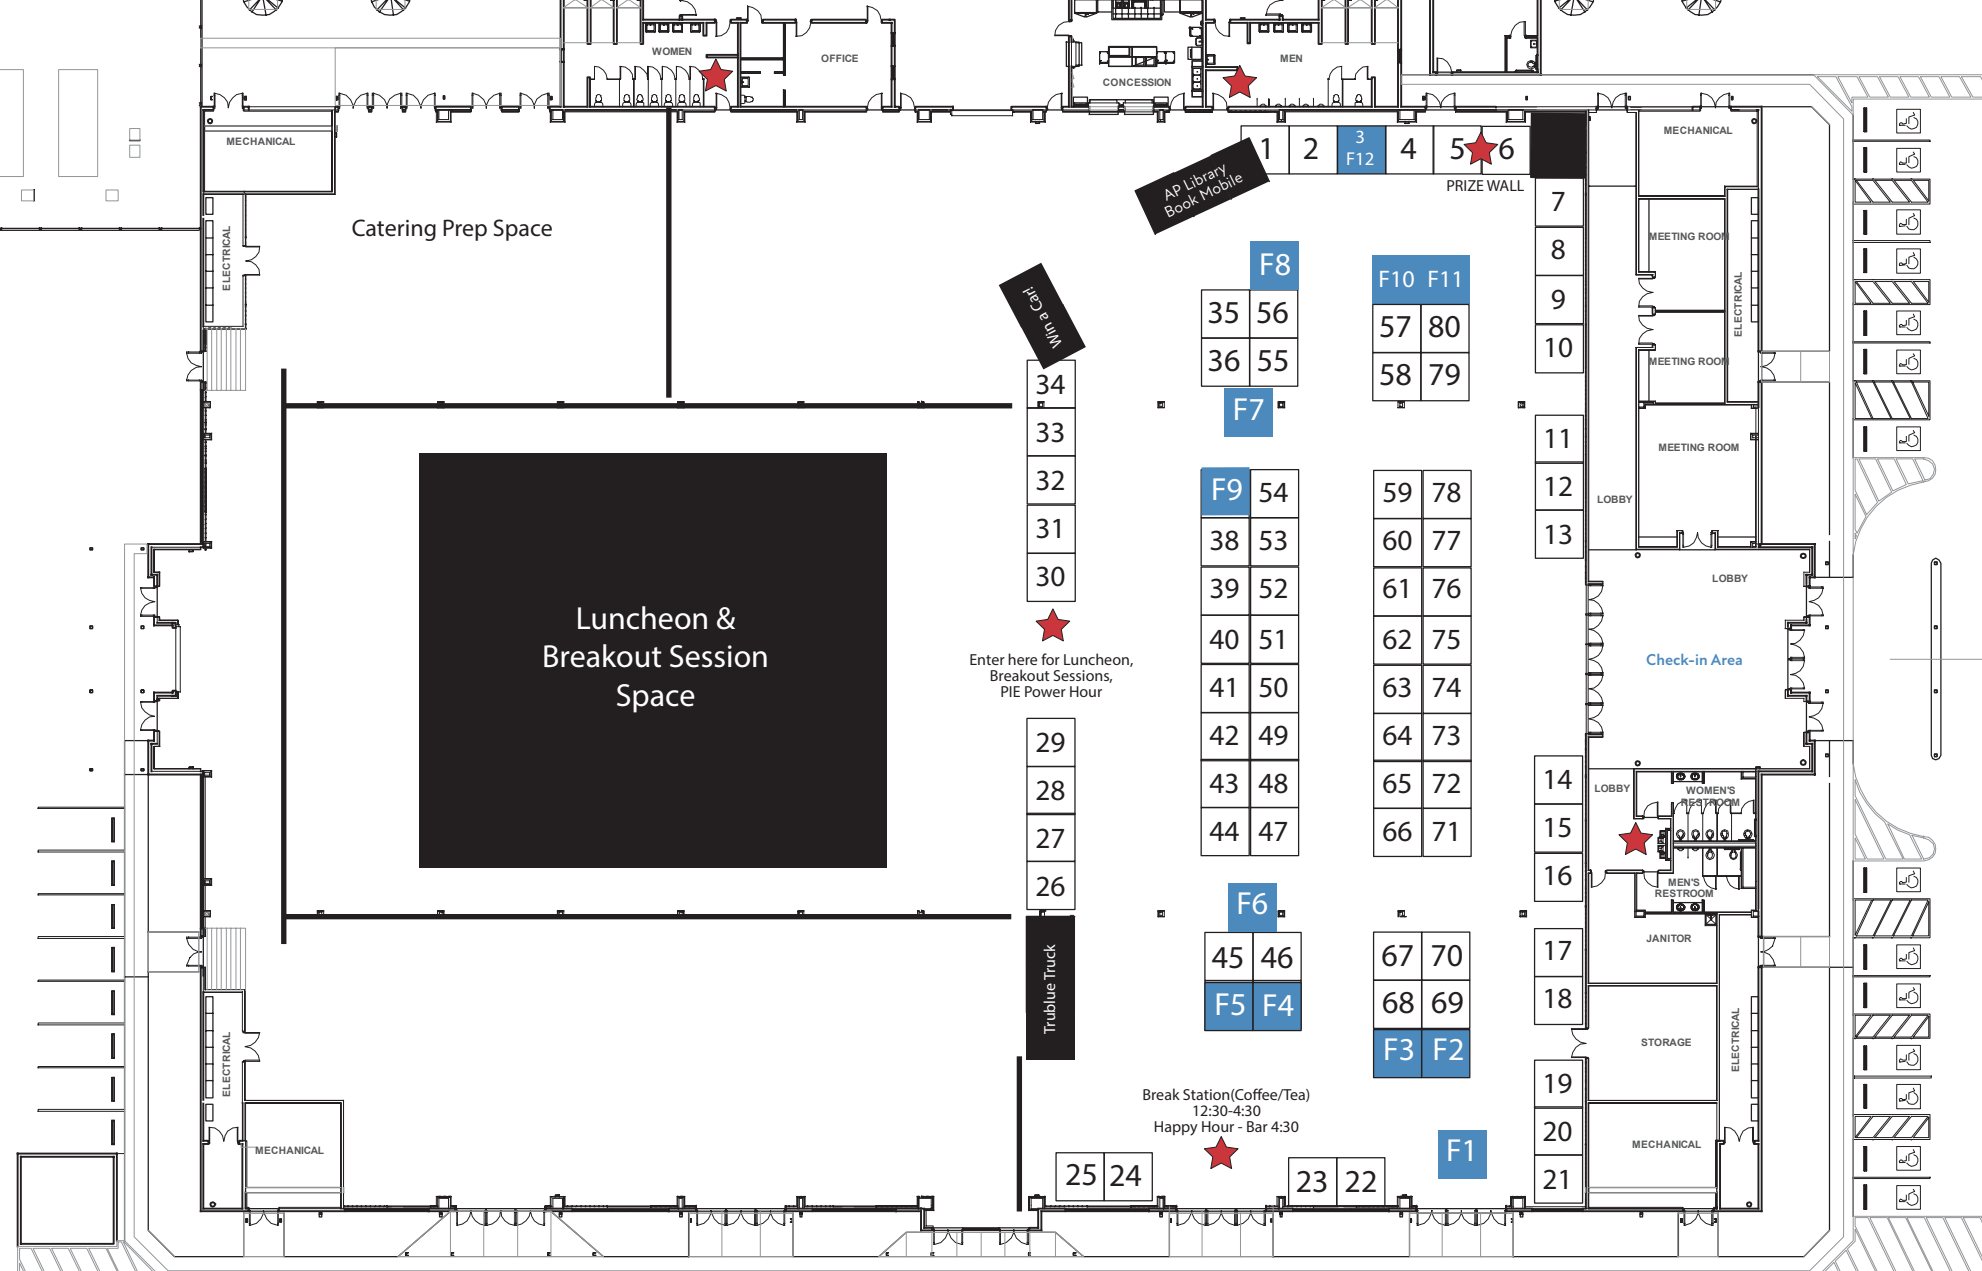 WOMEN
OFFICE
CONCESSION
MEN
MECHANICAL
1
2
3
F12
4
5
6
PRIZE WALL
MECHANICAL
AP Library
Book Mobile
Catering Prep Space
ELECTRICAL
7
8
9
10
MEETING ROOM
ELECTRICAL
MEETING ROOM
F8
F10 F11
35 56
36 55
57 80
58 79
Win a Car!
F7
34
33
32
31
30
11
12
13
MEETING ROOM
LOBBY
LOBBY
F9 54
38 53
39 52
40 51
41 50
42 49
43 48
44 47
59 78
60 77
61 76
62 75
63 74
64 73
65 72
66 71
Luncheon &
Breakout Session
Space
Enter here for Luncheon,
Breakout Sessions,
PIE Power Hour
Check-in Area
29
28
27
26
14
15
16
LOBBY
WOMEN'S
RESTROOM
MEN'S
RESTROOM
F6
45 46
F5 F4
67 70
68 69
F3 F2
17
18
JANITOR
STORAGE
ELECTRICAL
Trublue Truck
ELECTRICAL
MECHANICAL
Break Station(Coffee/Tea)
12:30-4:30
Happy Hour - Bar 4:30
F1
19
20
21
MECHANICAL
25 24
23 22